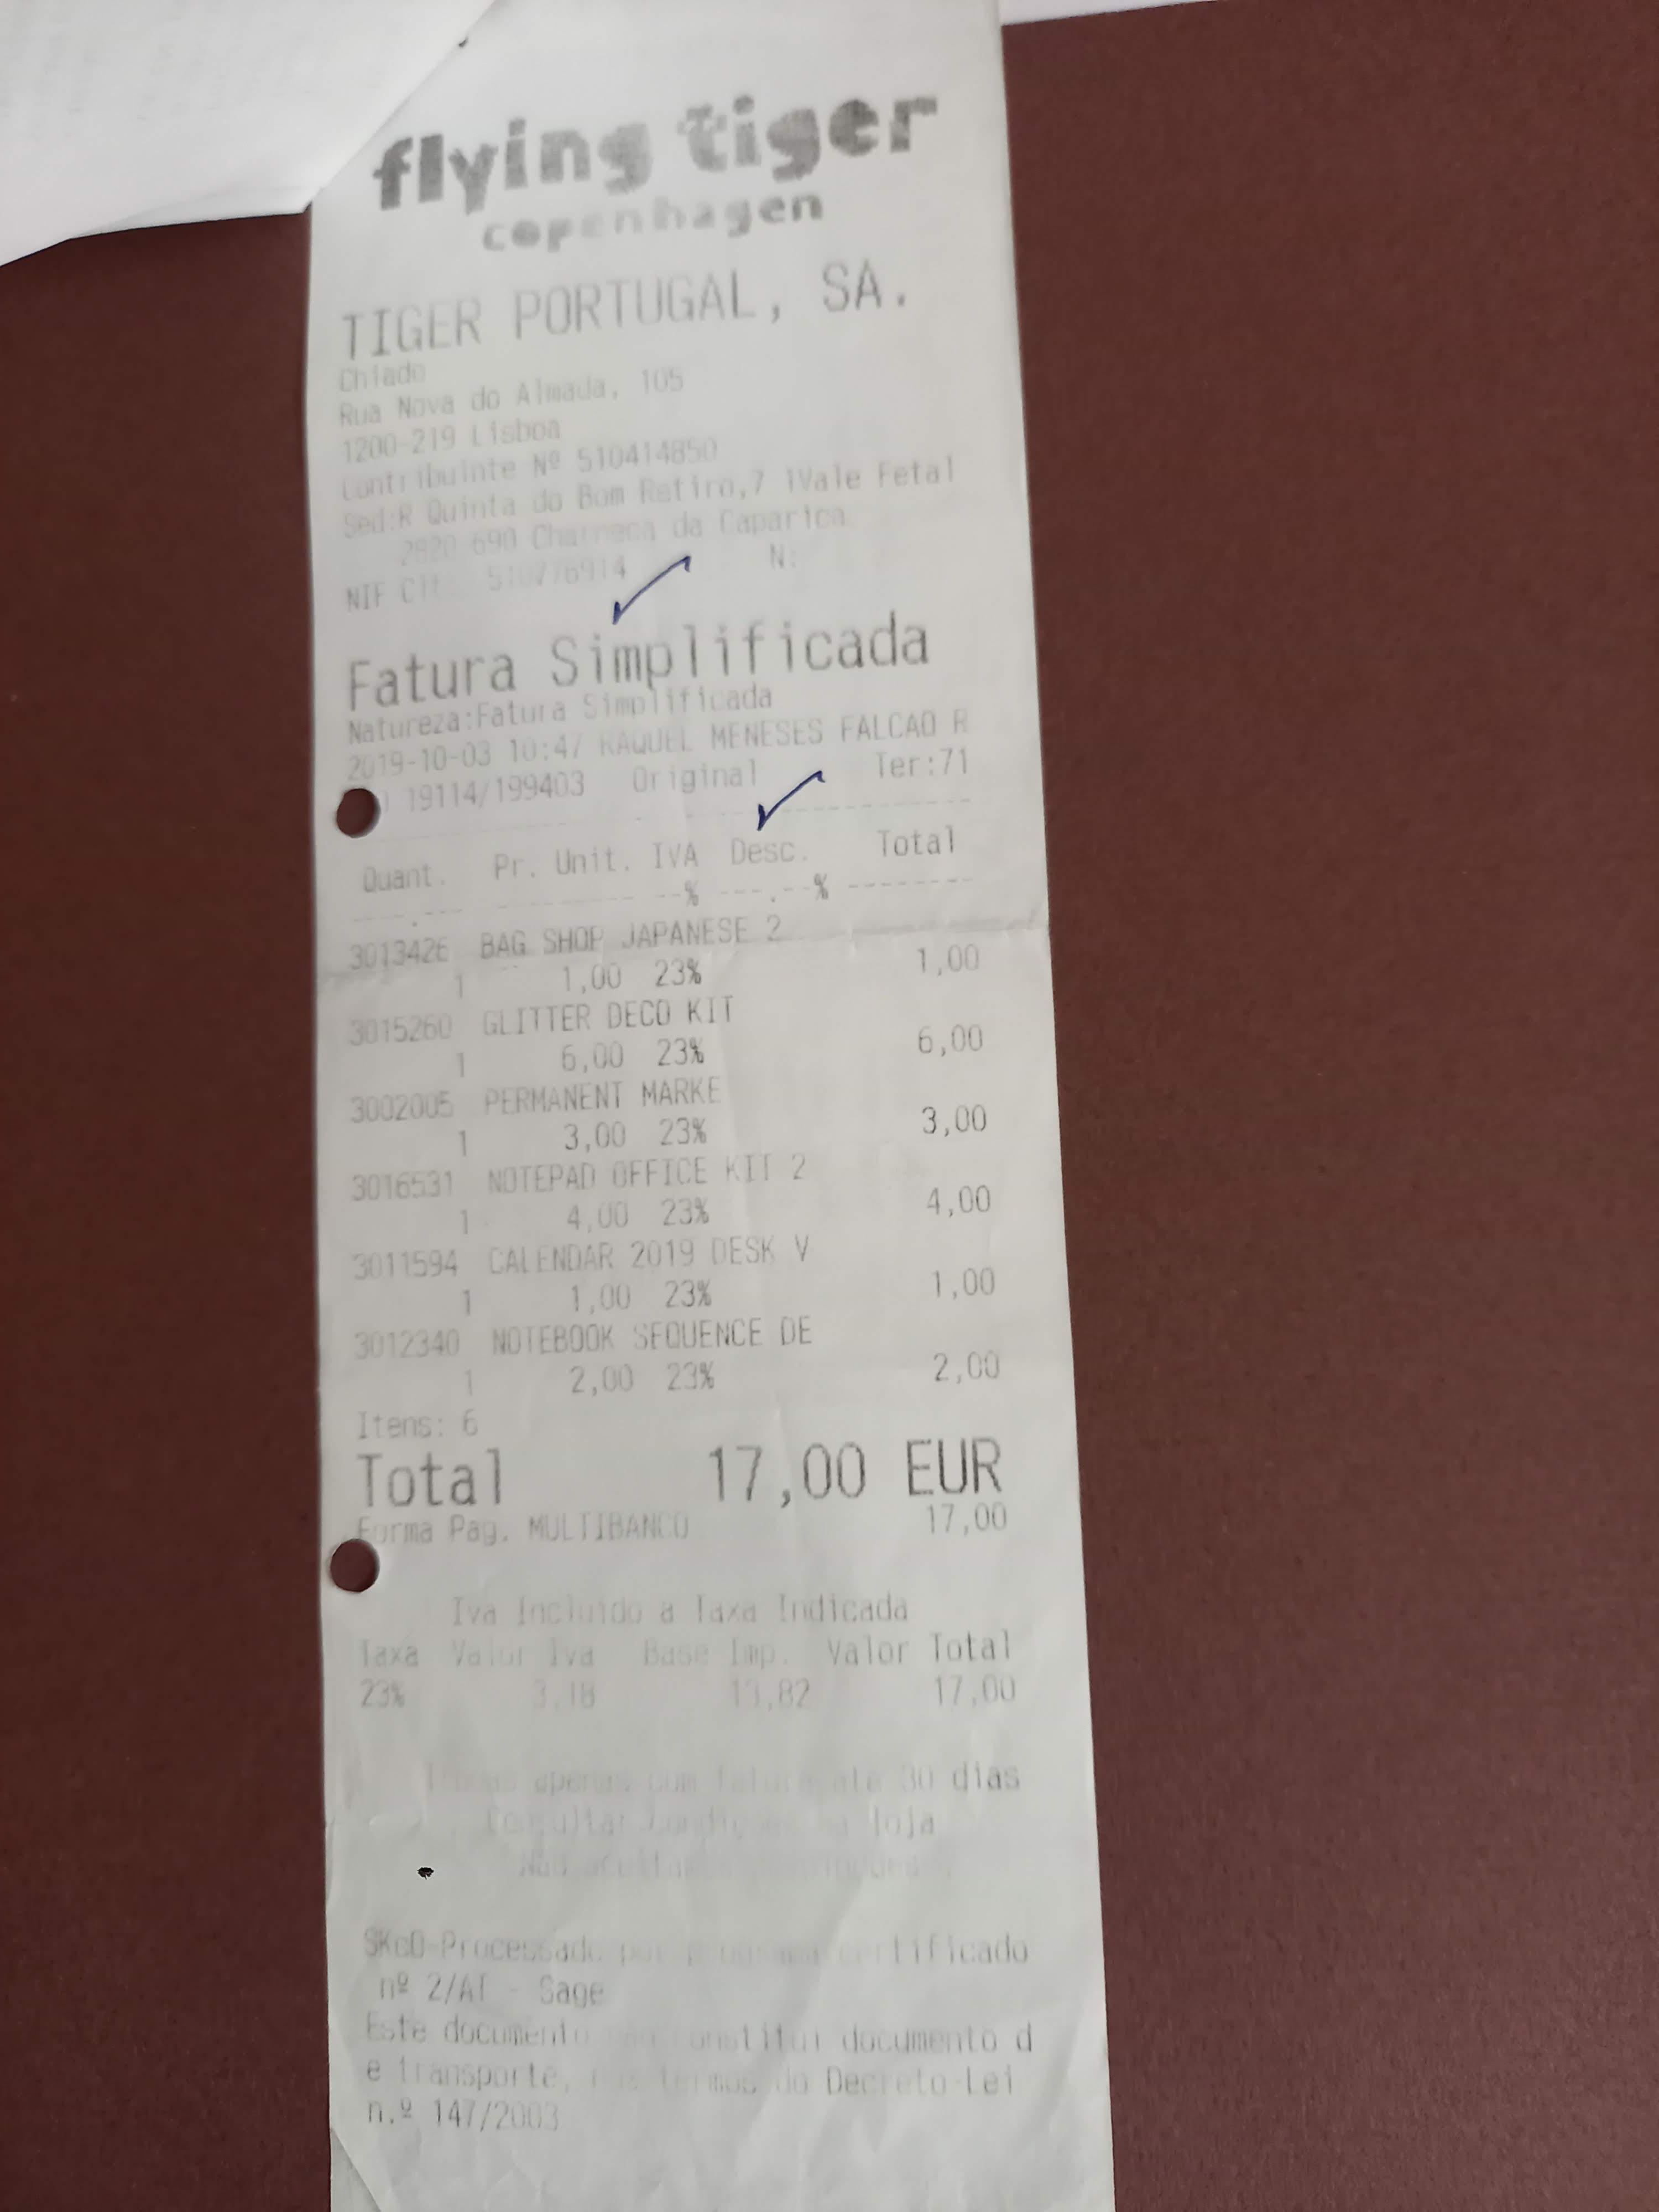 flying tiger
copenhagen
TIGER PORTUGAL, SA.
Chiado
Rua Nova do Almada, 105
1200-219 Lisboa
Contribuinte Nº 510414850
Sed:R Quinta do Bom Retiro,7 1Vale Fetal
2820-690 Charneca da Caparica
NIF N:
Fatura Simplificada
Natureza:Fatura Simplificada
2019-10-03 10:47 RAQUEL MENESES FALCAO R
19114/199403 Original Ter:71
Quant. Pr. Unit. IVA Desc. Total
----.--- --------- --% ---.--% --------
3013426 BAG SHOP JAPANESE 2
1 1,00 23% 1,00
3015260 GLITTER DECO KIT
1 6,00 23% 6,00
3002005 PERMANENT MARKE
1 3,00 23% 3,00
3016531 NOTEPAD OFFICE KIT 2
1 4,00 23% 4,00
3011594 CALENDAR 2019 DESK V
1 1,00 23% 1,00
3012340 NOTEBOOK SEQUENCE DE
1 2,00 23% 2,00
Itens: 6
Total 17,00 EUR
Forma Pag. MULTIBANCO 17,00
Iva Incluido a Taxa Indicada
Taxa Valor Iva Base Imp. Valor Total
23% 3,18 13,82 17,00
apenas com fatura até 30 dias
Consultar na loja
SKcO-Processado por programa certificado
nº 2/AT - Sage
Este documento não constitui documento d
e transporte, nos termos do Decreto-Lei
n.º 147/2003